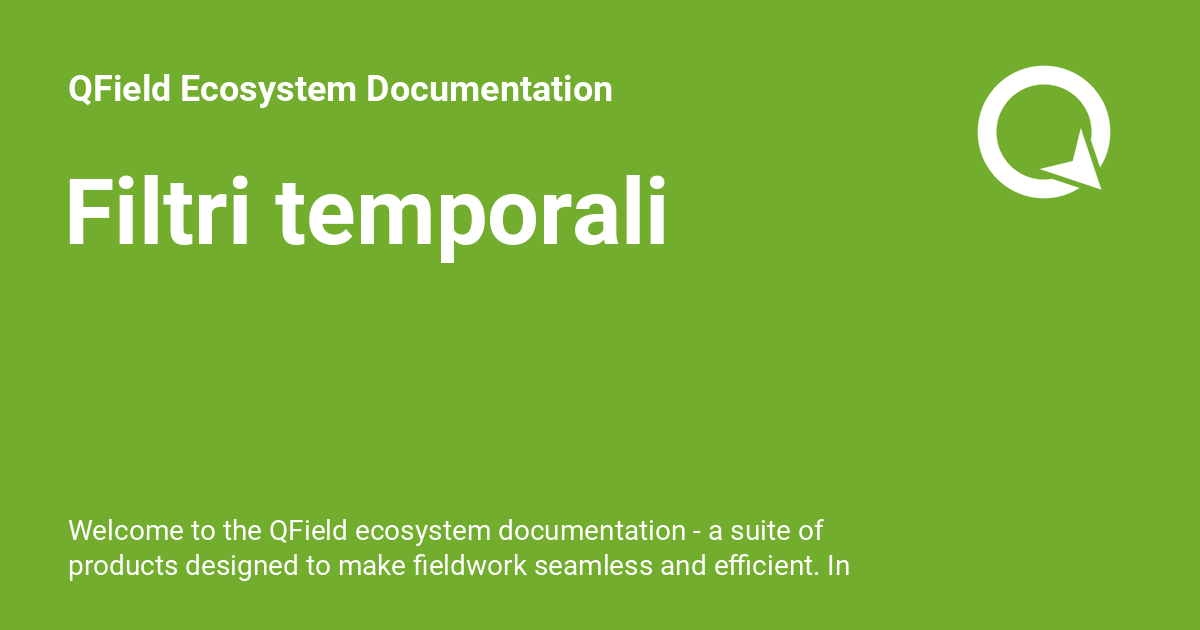 QField Ecosystem Documentation
Filtri temporali
Welcome to the QField ecosystem documentation - a suite of
products designed to make fieldwork seamless and efficient. In